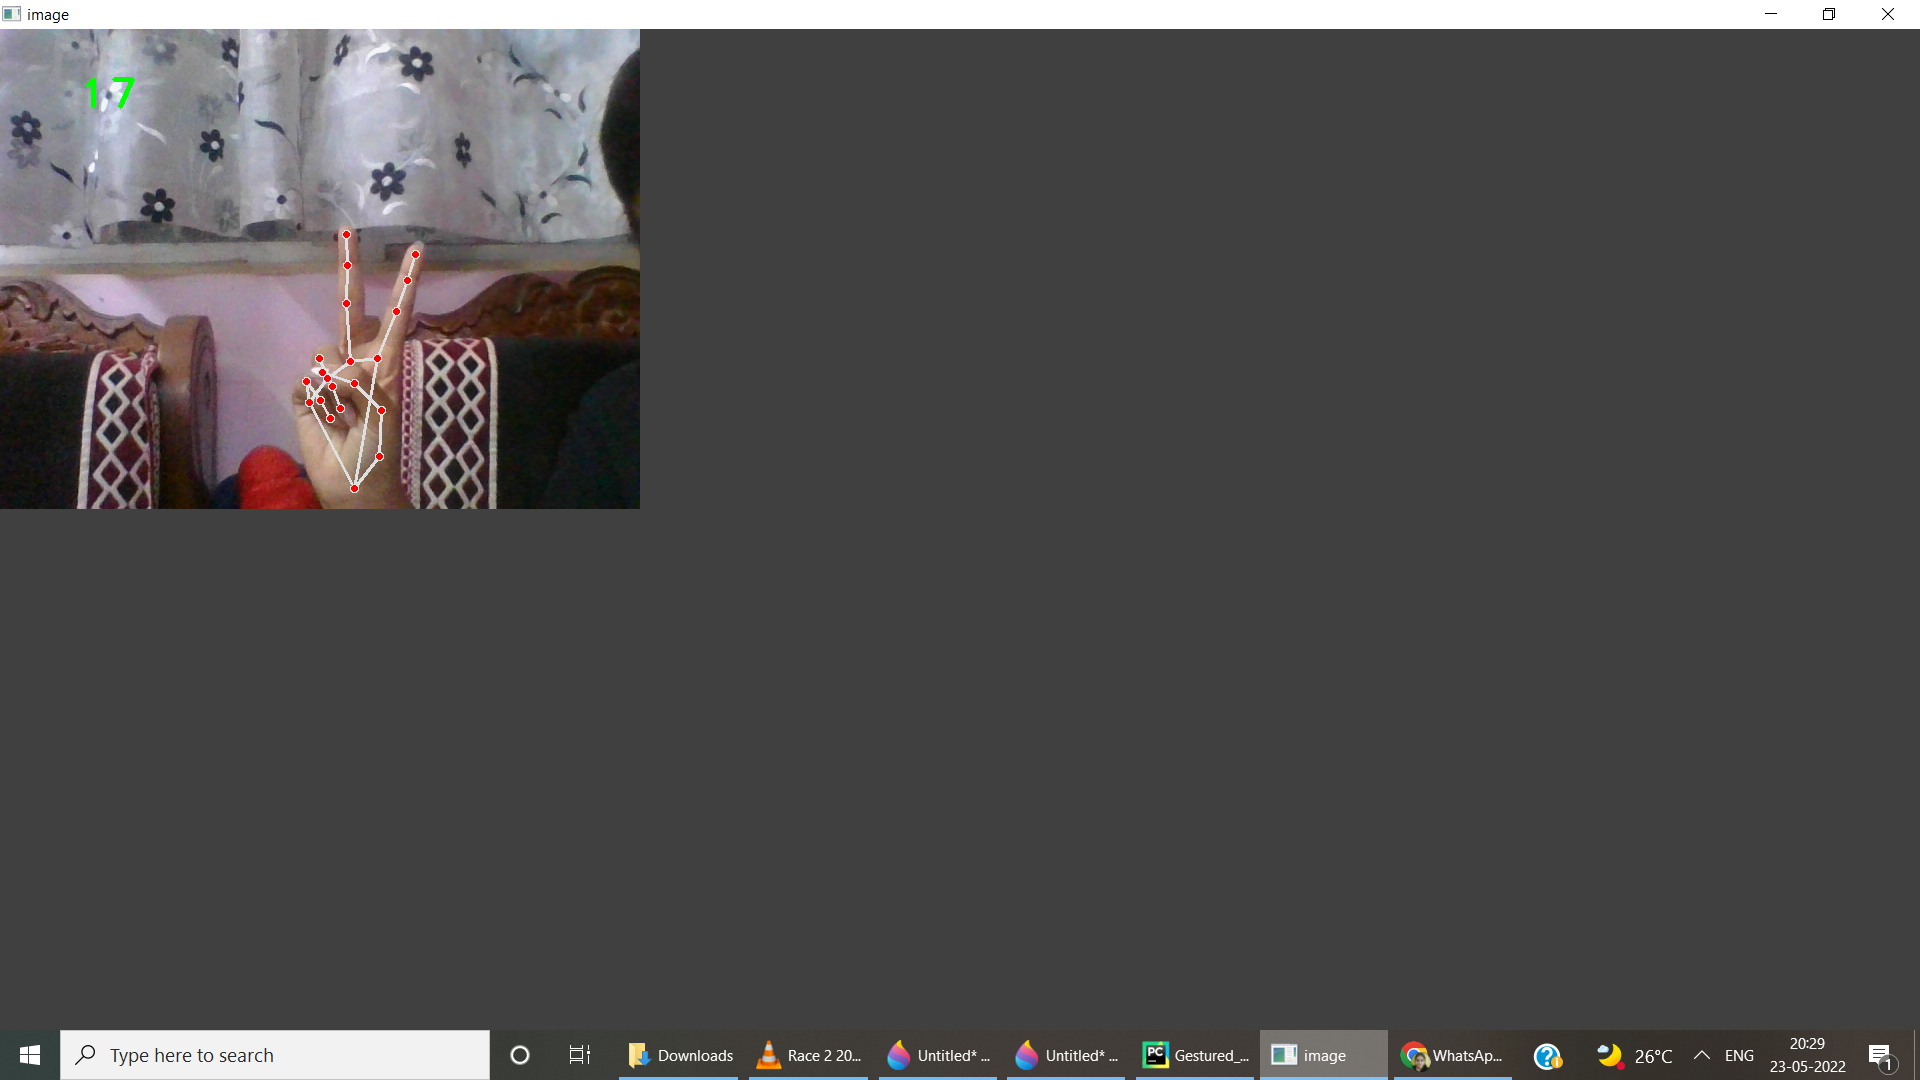 image
17
Type here to search
Downloads
Race 2 20...
Untitled* ...
Untitled* ...
PC
Gestured_...
image
WhatsAp...
26°C
ENG
20:29
23-05-2022
1